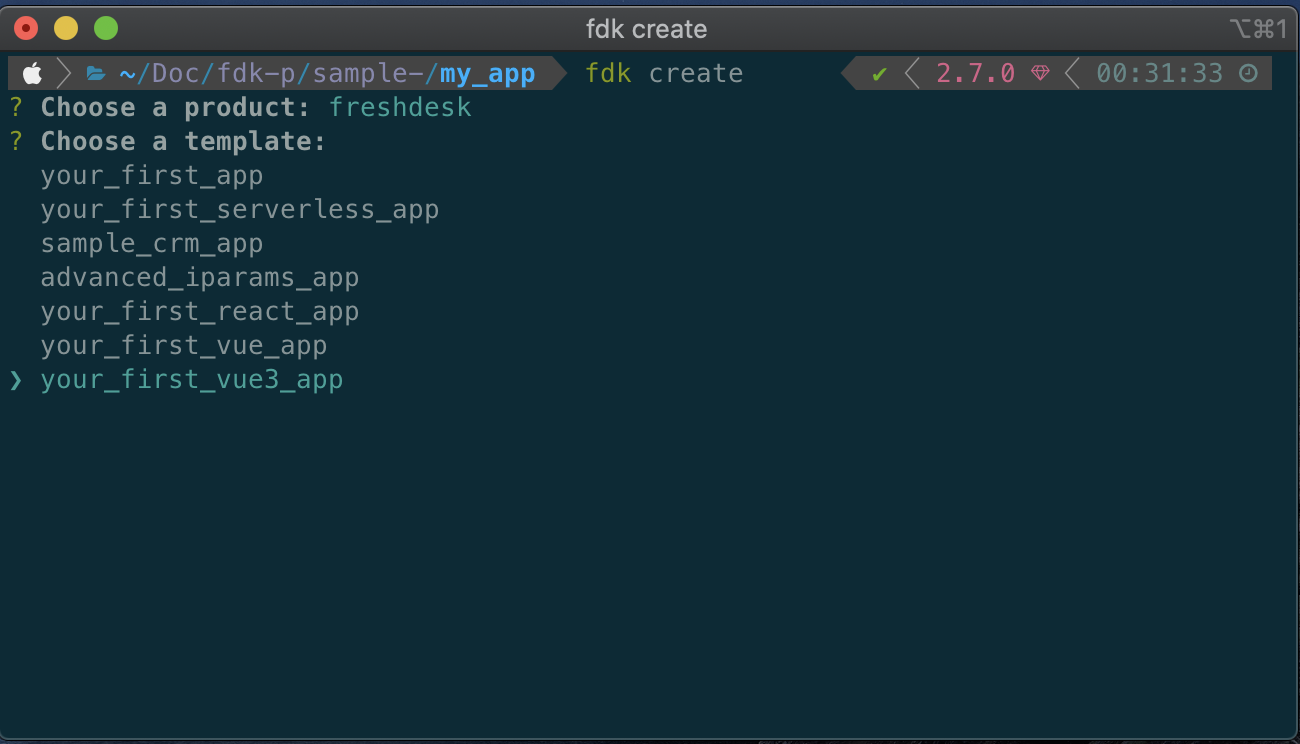 fdk create
⌥⌘1
~/Doc/fdk-p/sample-/my_app fdk create ✔ 2.7.0 00:31:33
? Choose a product: freshdesk
? Choose a template:
your_first_app
your_first_serverless_app
sample_crm_app
advanced_iparams_app
your_first_react_app
your_first_vue_app
❯ your_first_vue3_app